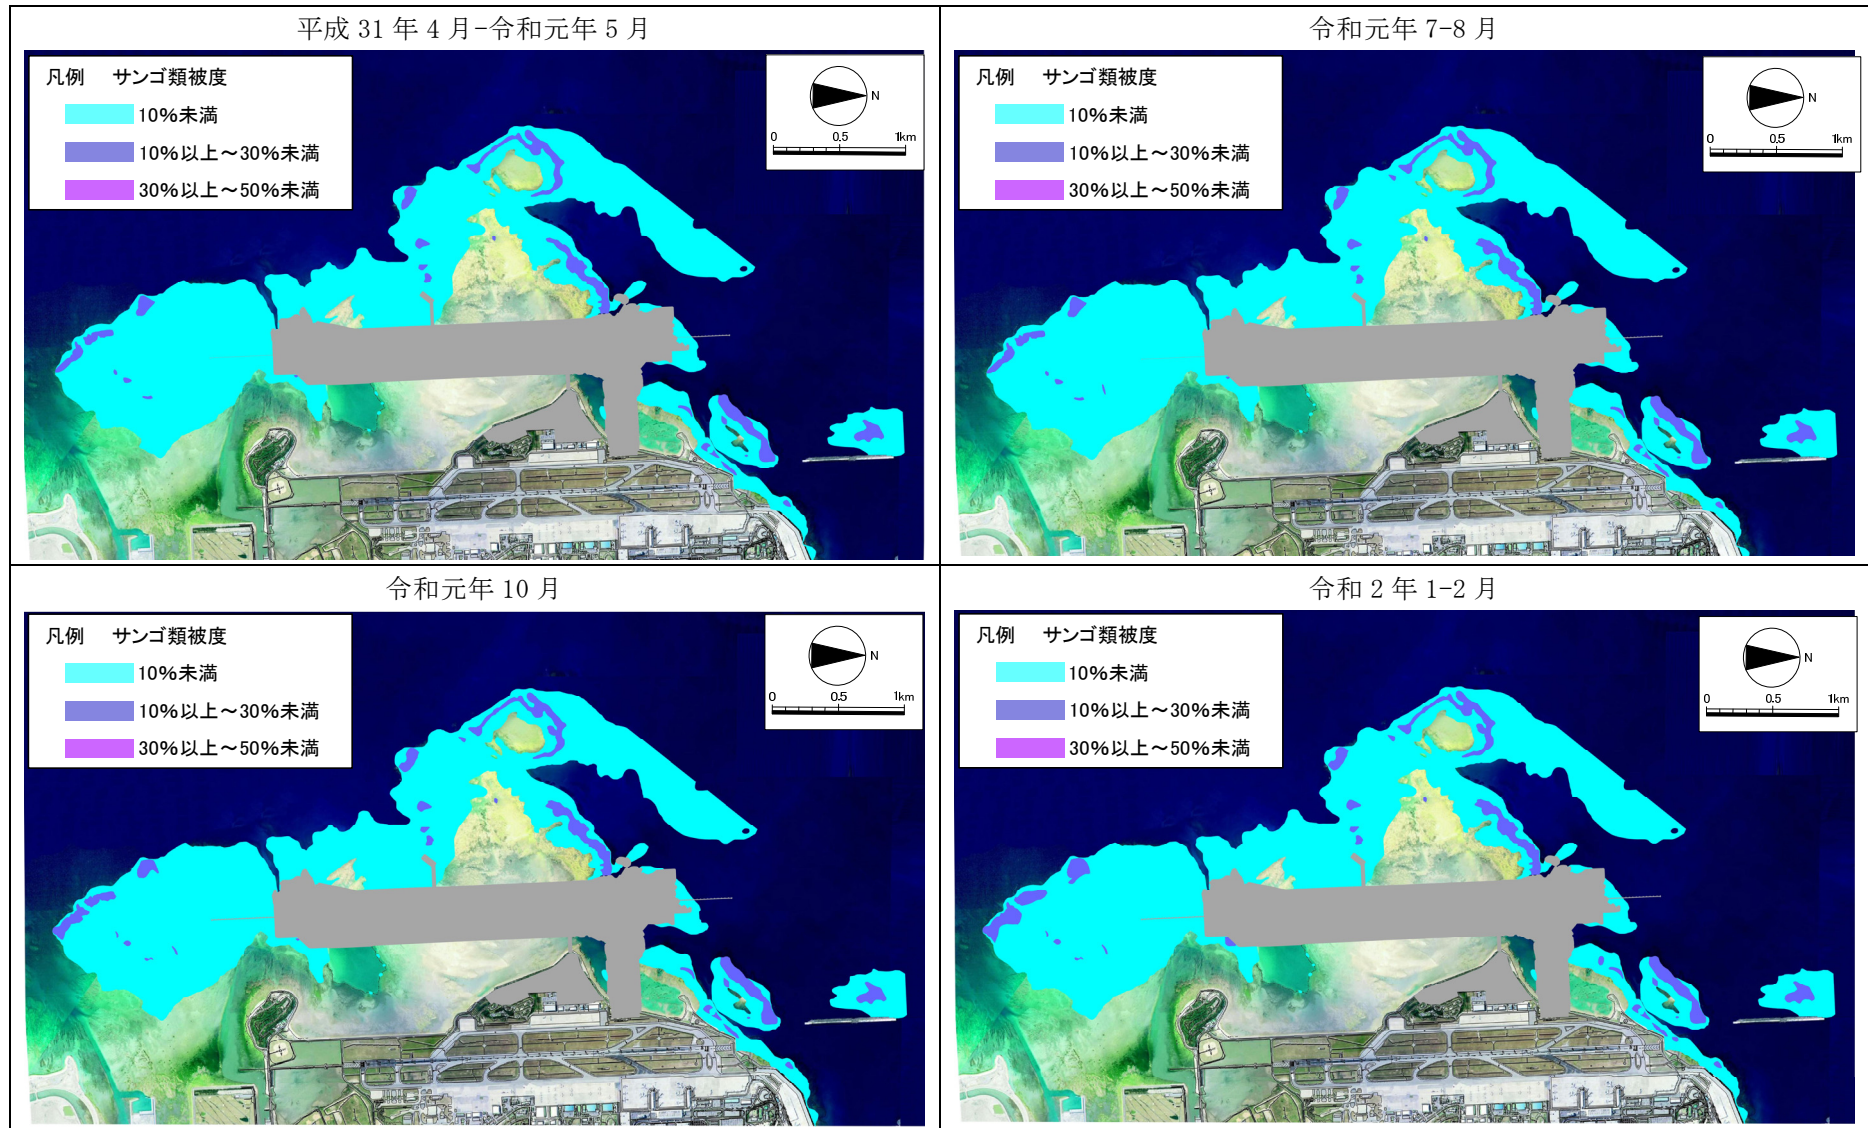 平成 31 年 4 月-令和元年 5 月
凡例 サンゴ類被度
10%未満
10%以上~30%未満
30%以上~50%未満
N
0 0.5 1km
令和元年 7-8 月
凡例 サンゴ類被度
10%未満
10%以上~30%未満
30%以上~50%未満
N
0 0.5 1km
令和元年 10 月
凡例 サンゴ類被度
10%未満
10%以上~30%未満
30%以上~50%未満
N
0 0.5 1km
令和 2 年 1-2 月
凡例 サンゴ類被度
10%未満
10%以上~30%未満
30%以上~50%未満
N
0 0.5 1km